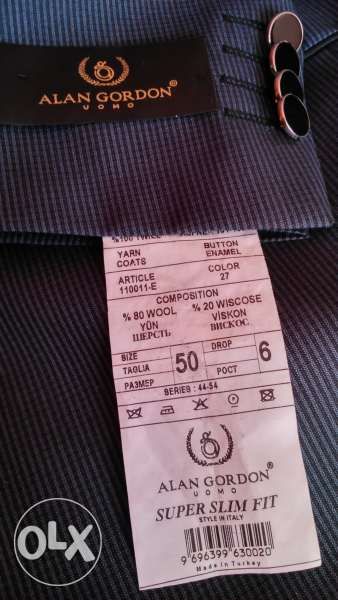 ALAN GORDON®
UOMO
%100 TWILL
YARN BUTTON
COATS ENAMEL
ARTICLE COLOR
110011-E 27
COMPOSITION
% 80 WOOL % 20 WISCOSE
YÜN VİSKON
ШЕРСТЬ ВИСКОС
SIZE DROP
TAGLIA 50 6
РАЗМЕР РОСТ
SERIES : 44-54
ALAN GORDON®
UOMO
SUPER SLIM FIT
STYLE IN ITALY
9 696399 630020
Made in Turkey
OLX